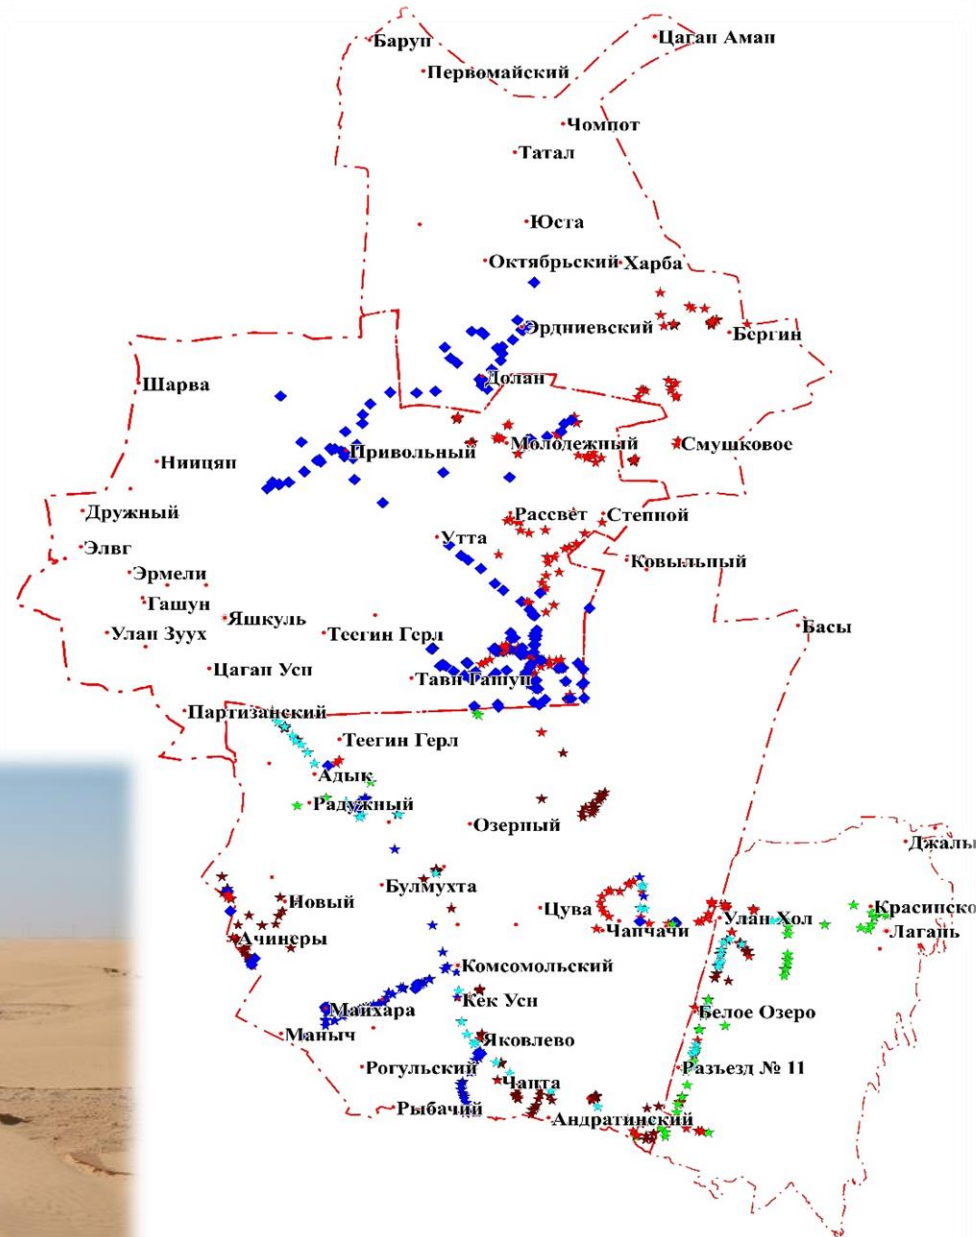 Барун
Цаган Аман
Первомайский
Чомпот
Татал
Юста
Октябрьский
Харба
Эрдниевский
Бергин
Долан
Шарва
Привольный
Молодежный
Смушковое
Ниицян
Дружный
Рассвет
Степной
Утта
Элвг
Ковыльный
Эрмели
Гашун
Яшкуль
Басы
Улан Зуух
Теегин Герл
Цаган Усн
Тавн Гашун
Партизанский
Теегин Герл
Адык
Радужный
Озерный
Джалы
Булмухта
Новый
Цува
Улан Хол
Красинско
Чапчачи
Лагань
Ачинеры
Комсомольский
Кек Усн
Майхара
Белое Озеро
Маныч
Яковлево
Рогульский
Разъезд № 11
Чапта
Рыбачий
Андратинский